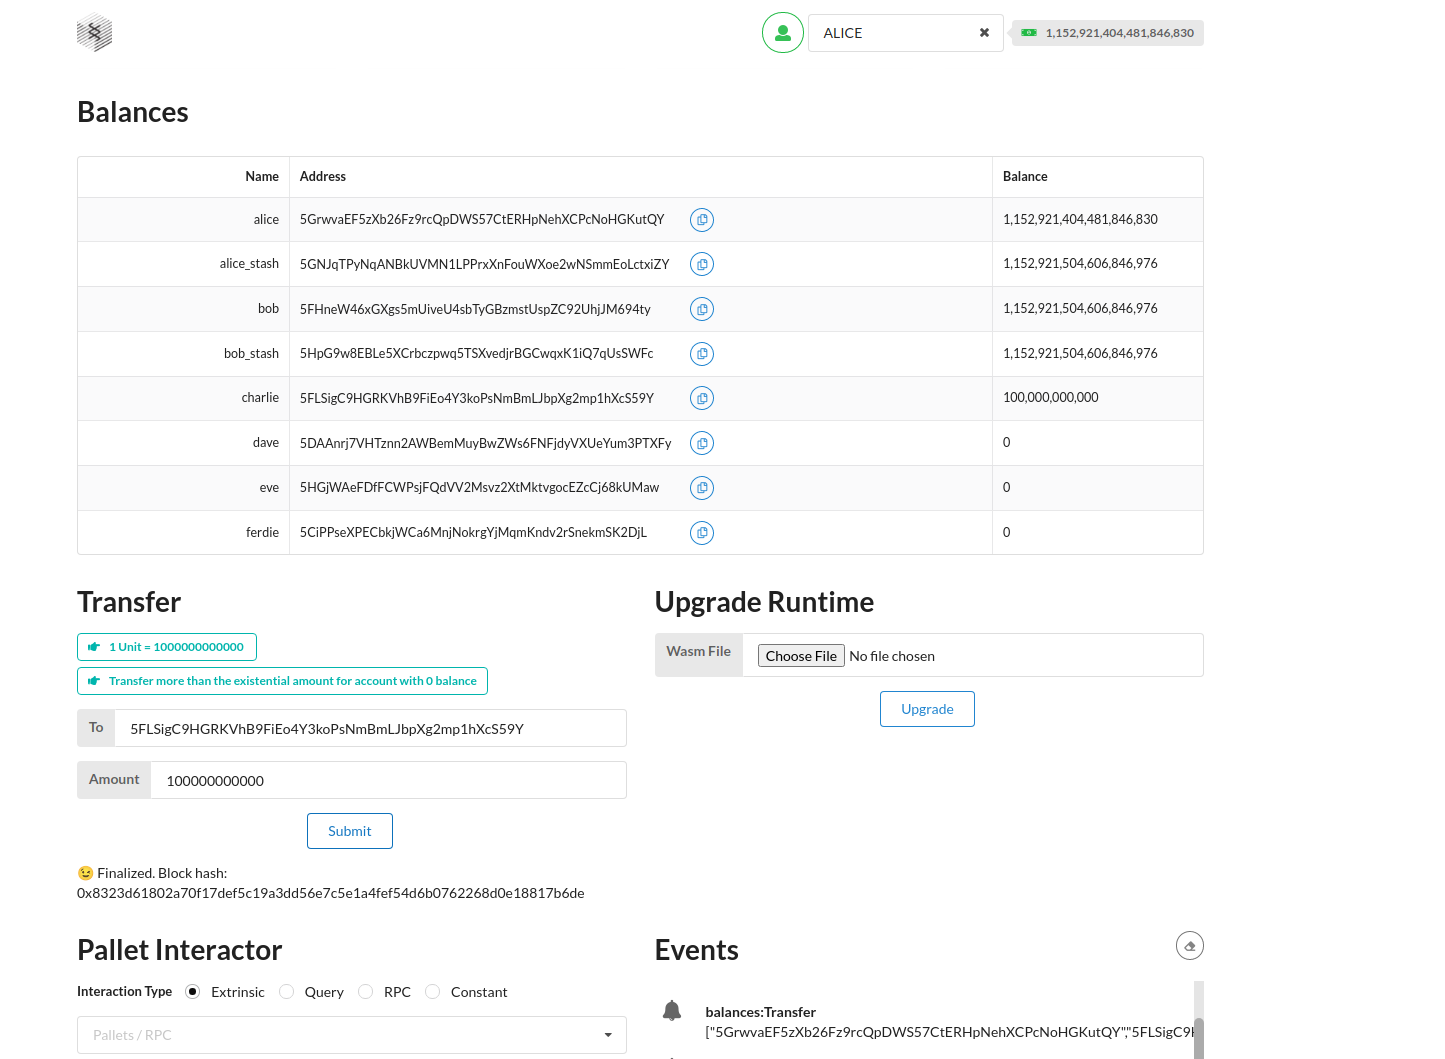 ALICE
1,152,921,404,481,846,830
Balances
Name Address Balance
alice 5GrwvaEF5zXb26Fz9rcQpDWS57CtERHpNehXCPcNoHGKutQY 1,152,921,404,481,846,830
alice_stash 5GNJqTPyNqANBkUVMN1LPPrxXnFouWXoe2wNSmmEoLctxiZY 1,152,921,504,606,846,976
bob 5FHneW46xGXgs5mUiveU4sbTyGBzmstUspZC92UhjJM694ty 1,152,921,504,606,846,976
bob_stash 5HpG9w8EBLe5XCrbczpwq5TSXvedjrBGCwqxK1iQ7qUsSWFc 1,152,921,504,606,846,976
charlie 5FLSigC9HGRKVhB9FiEo4Y3koPsNmBmLJbpXg2mp1hXcS59Y 100,000,000,000
dave 5DAAnrj7VHTznn2AWBemMuyBwZWs6FNFjdyVXUeYum3PTXFy 0
eve 5HGjWAeFDfFCWPsjFQdVV2Msvz2XtMktvgocEZcCj68kUMaw 0
ferdie 5CiPPseXPECbkjWCa6MnjNokrgYjMqmKndv2rSnekmSK2DjL 0
Transfer
1 Unit = 1000000000000
Transfer more than the existential amount for account with 0 balance
To 5FLSigC9HGRKVhB9FiEo4Y3koPsNmBmLJbpXg2mp1hXcS59Y
Amount 100000000000
Submit
😉 Finalized. Block hash:
0x8323d61802a70f17def5c19a3dd56e7c5e1a4fef54d6b0762268d0e18817b6de
Upgrade Runtime
Wasm File Choose File No file chosen
Upgrade
Pallet Interactor
Interaction Type Extrinsic Query RPC Constant
Pallets / RPC
Events
balances:Transfer
["5GrwvaEF5zXb26Fz9rcQpDWS57CtERHpNehXCPcNoHGKutQY","5FLSigC9H